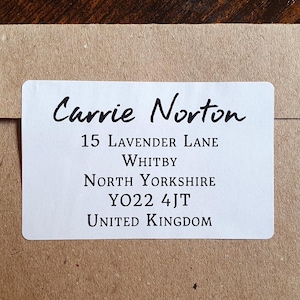 Carrie Norton
15 Lavender Lane
Whitby
North Yorkshire
YO22 4JT
United Kingdom